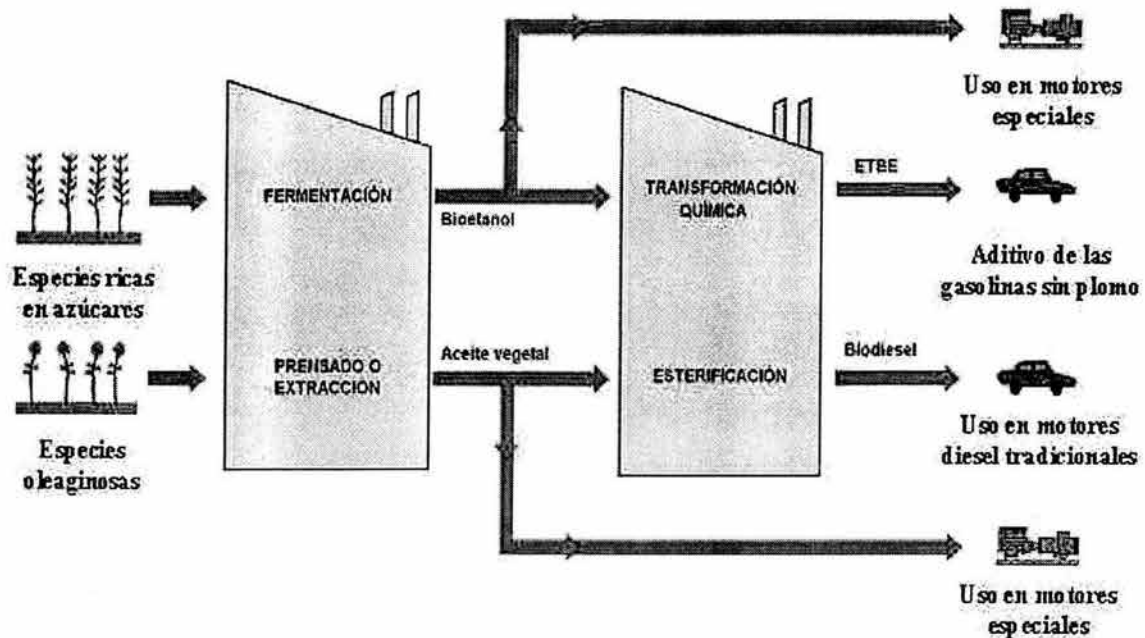 Uso en motores
especiales
FERMENTACIÓN
Bioetanol
TRANSFORMACIÓN
QUÍMICA
ETBE
Especies ricas
en azúcares
Aditivo de las
gasolinas sin plomo
PRENSADO O
EXTRACCIÓN
Aceite vegetal
ESTERIFICACIÓN
Biodiesel
Especies
oleaginosas
Uso en motores
diesel tradicionales
Uso en motores
especiales